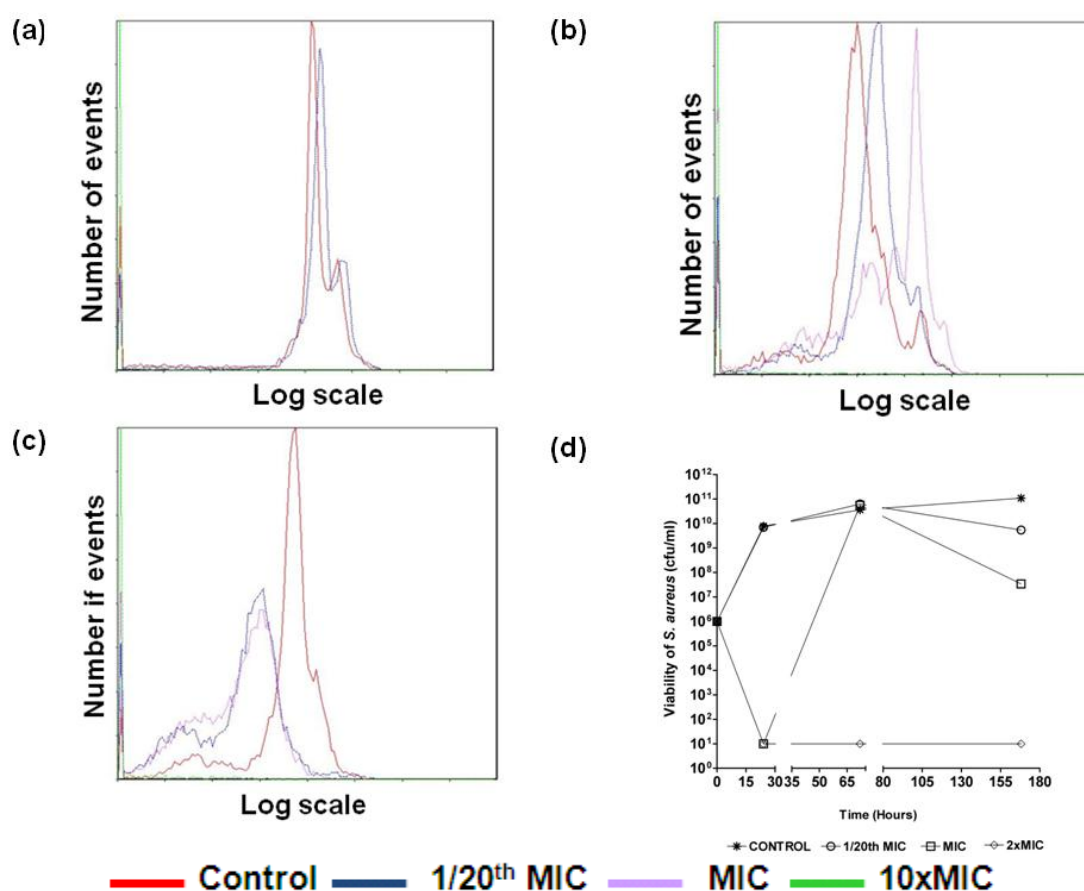 (a)
Number of events
Log scale
(b)
Number of events
Log scale
(c)
Number if events
Log scale
(d)
Viability of S. aureus (cfu/ml)
10¹²
10¹¹
10¹⁰
10⁹
10⁸
10⁷
10⁶
10⁵
10⁴
10³
10²
10¹
10⁰
0 15 30 35 50 65 80 105 130 155 180
Time (Hours)
CONTROL 1/20th MIC MIC 2xMIC
Control 1/20ᵗʰ MIC MIC 10xMIC